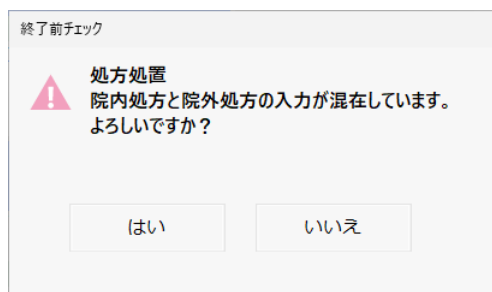 終了前チェック
処方処置
院内処方と院外処方の入力が混在しています。
よろしいですか？
はい
いいえ